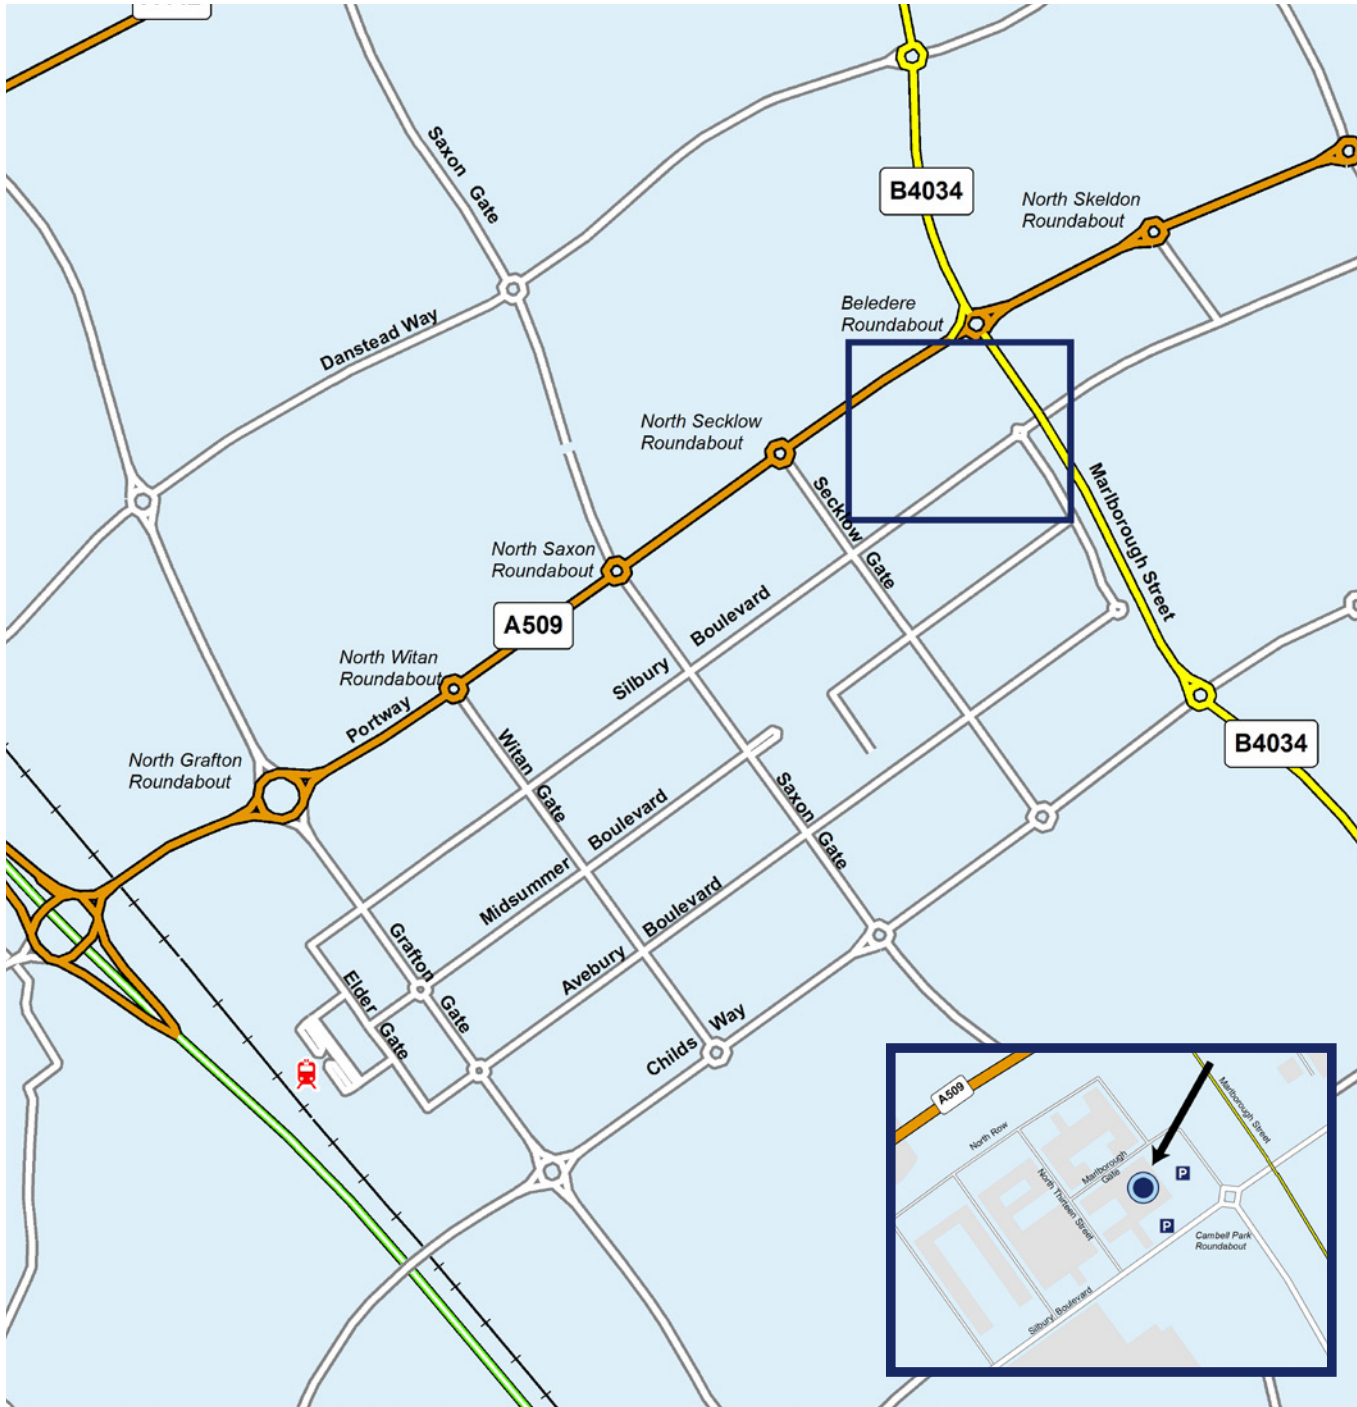 Saxon Gate
B4034
North Skeldon
Roundabout
Beledere
Roundabout
Danstead Way
North Secklow
Roundabout
Secklow Gate
Marlborough Street
North Saxon
Roundabout
A509
Silbury Boulevard
North Witan
Roundabout
Portway
North Grafton
Roundabout
Witan Gate
B4034
Saxon Gate
Midsummer Boulevard
Avebury Boulevard
Grafton Gate
Elder Gate
Childs Way
A509
Marlborough Street
North Row
Marlborough
Gate
North Thirteen Street
P
P
Cambell Park
Roundabout
Silbury Boulevard